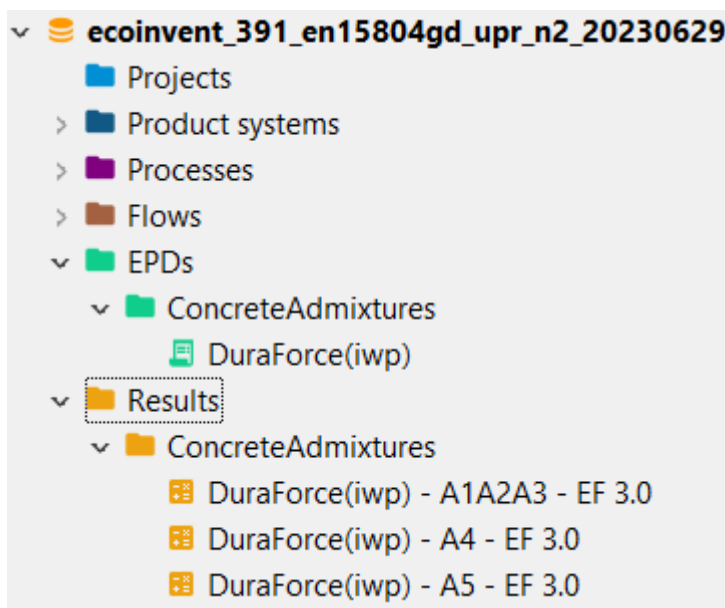 ecoinvent_391_en15804gd_upr_n2_20230629
Projects
Product systems
Processes
Flows
EPDs
ConcreteAdmixtures
DuraForce(iwp)
Results
ConcreteAdmixtures
DuraForce(iwp) - A1A2A3 - EF 3.0
DuraForce(iwp) - A4 - EF 3.0
DuraForce(iwp) - A5 - EF 3.0